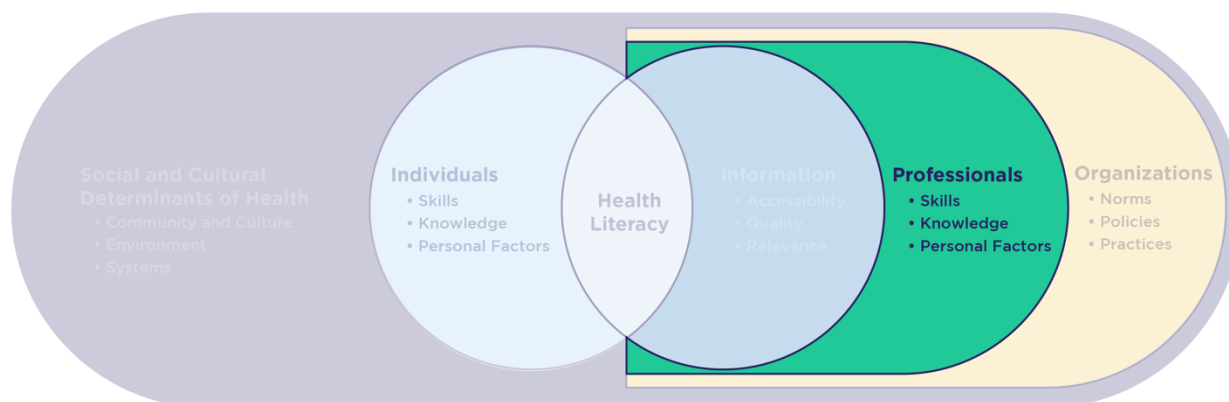 Social and Cultural
Determinants of Health
• Community and Culture
• Environment
• Systems
Individuals
• Skills
• Knowledge
• Personal Factors
Health
Literacy
Information
• Accessibility
• Quality
• Relevance
Professionals
• Skills
• Knowledge
• Personal Factors
Organizations
• Norms
• Policies
• Practices